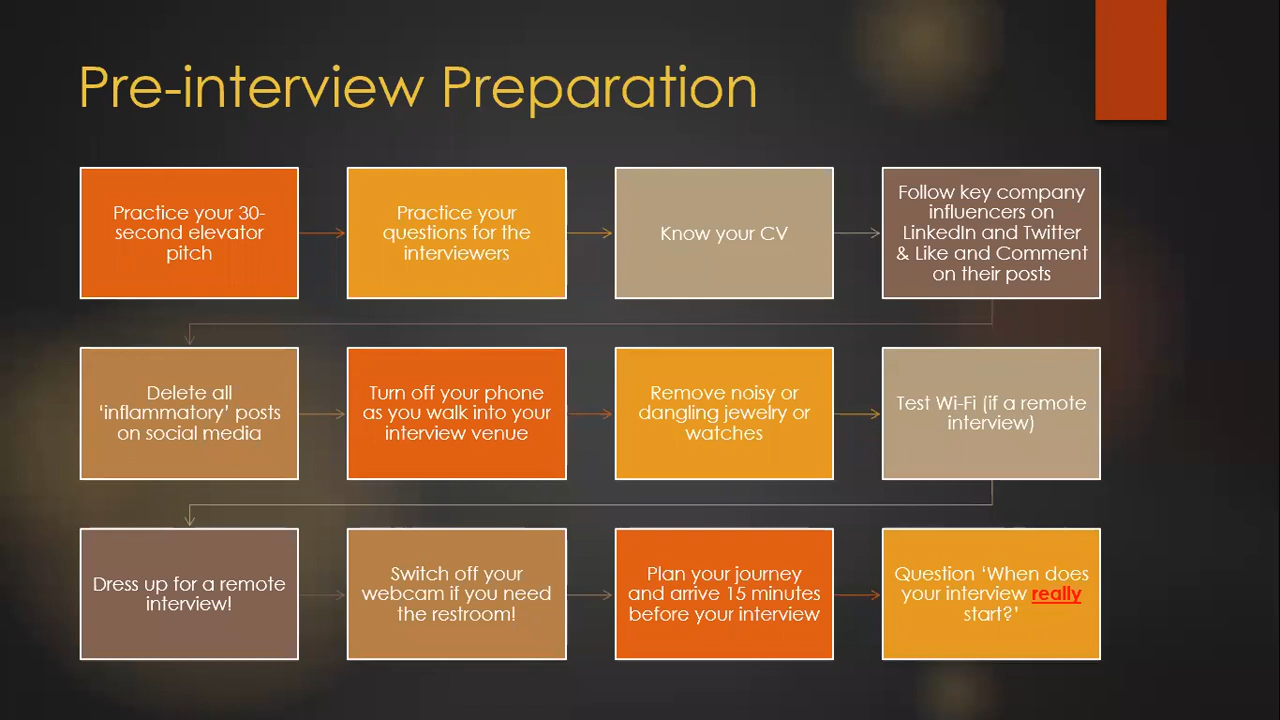 Pre-interview Preparation
Practice your 30-
second elevator
pitch
Practice your
questions for the
interviewers
Know your CV
Follow key company
influencers on
LinkedIn and Twitter
& Like and Comment
on their posts
Delete all
‘inflammatory’ posts
on social media
Turn off your phone
as you walk into your
interview venue
Remove noisy or
dangling jewelry or
watches
Test Wi-Fi (if a remote
interview)
Dress up for a remote
interview!
Switch off your
webcam if you need
the restroom!
Plan your journey
and arrive 15 minutes
before your interview
Question ‘When does
your interview really
start?’